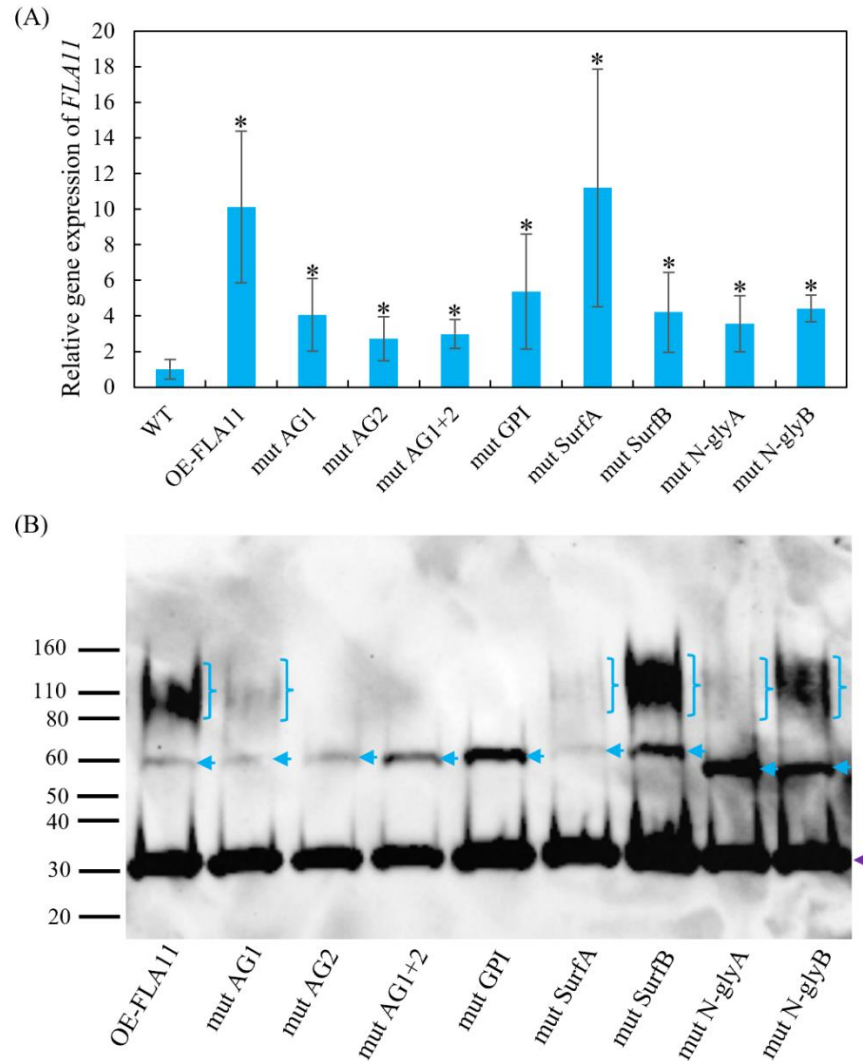 (A)
Relative gene expression of FLA11
20
18
16
14
12
10
8
6
4
2
0
*
*
*
*
*
*
*
*
*
WT
OE-FLA11
mut AG1
mut AG2
mut AG1+2
mut GPI
mut SurfA
mut SurfB
mut N-glyA
mut N-glyB
(B)
160
110
80
60
50
40
30
20
OE-FLA11
mut AG1
mut AG2
mut AG1+2
mut GPI
mut SurfA
mut SurfB
mut N-glyA
mut N-glyB